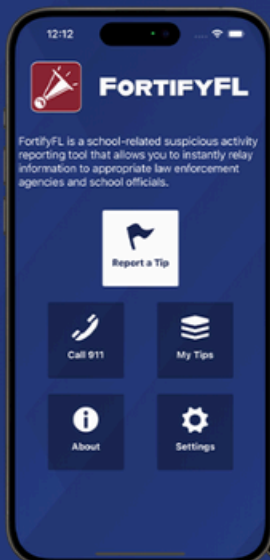 12:12
FORTIFYFL
FortifyFL is a school-related suspicious activity
reporting tool that allows you to instantly relay
information to appropriate law enforcement
agencies and school officials.
Report a Tip
Call 911
My Tips
About
Settings